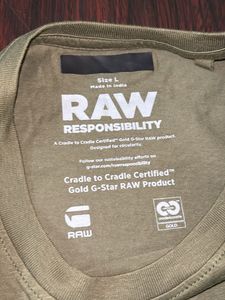 Size L
Made in India
RAW
RESPONSIBILITY
A Cradle to Cradle Certified™ Gold G-Star RAW product.
Designed for circularity.
Follow our sustainability efforts on
g-star.com/rawresponsibility
Cradle to Cradle Certified™
Gold G-Star RAW Product
RAW
GOLD